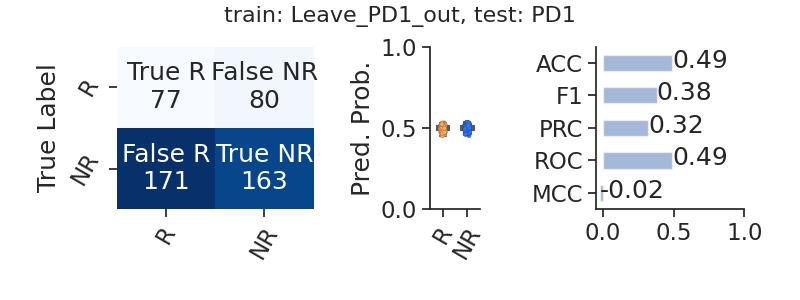 train: Leave_PD1_out, test: PD1
True Label
R
NR
True R
77
False NR
80
False R
171
True NR
163
R
NR
Pred. Prob.
1.0
0.5
0.0
R
NR
ACC
0.49
F1
0.38
PRC
0.32
ROC
0.49
MCC
-0.02
0.0
0.5
1.0